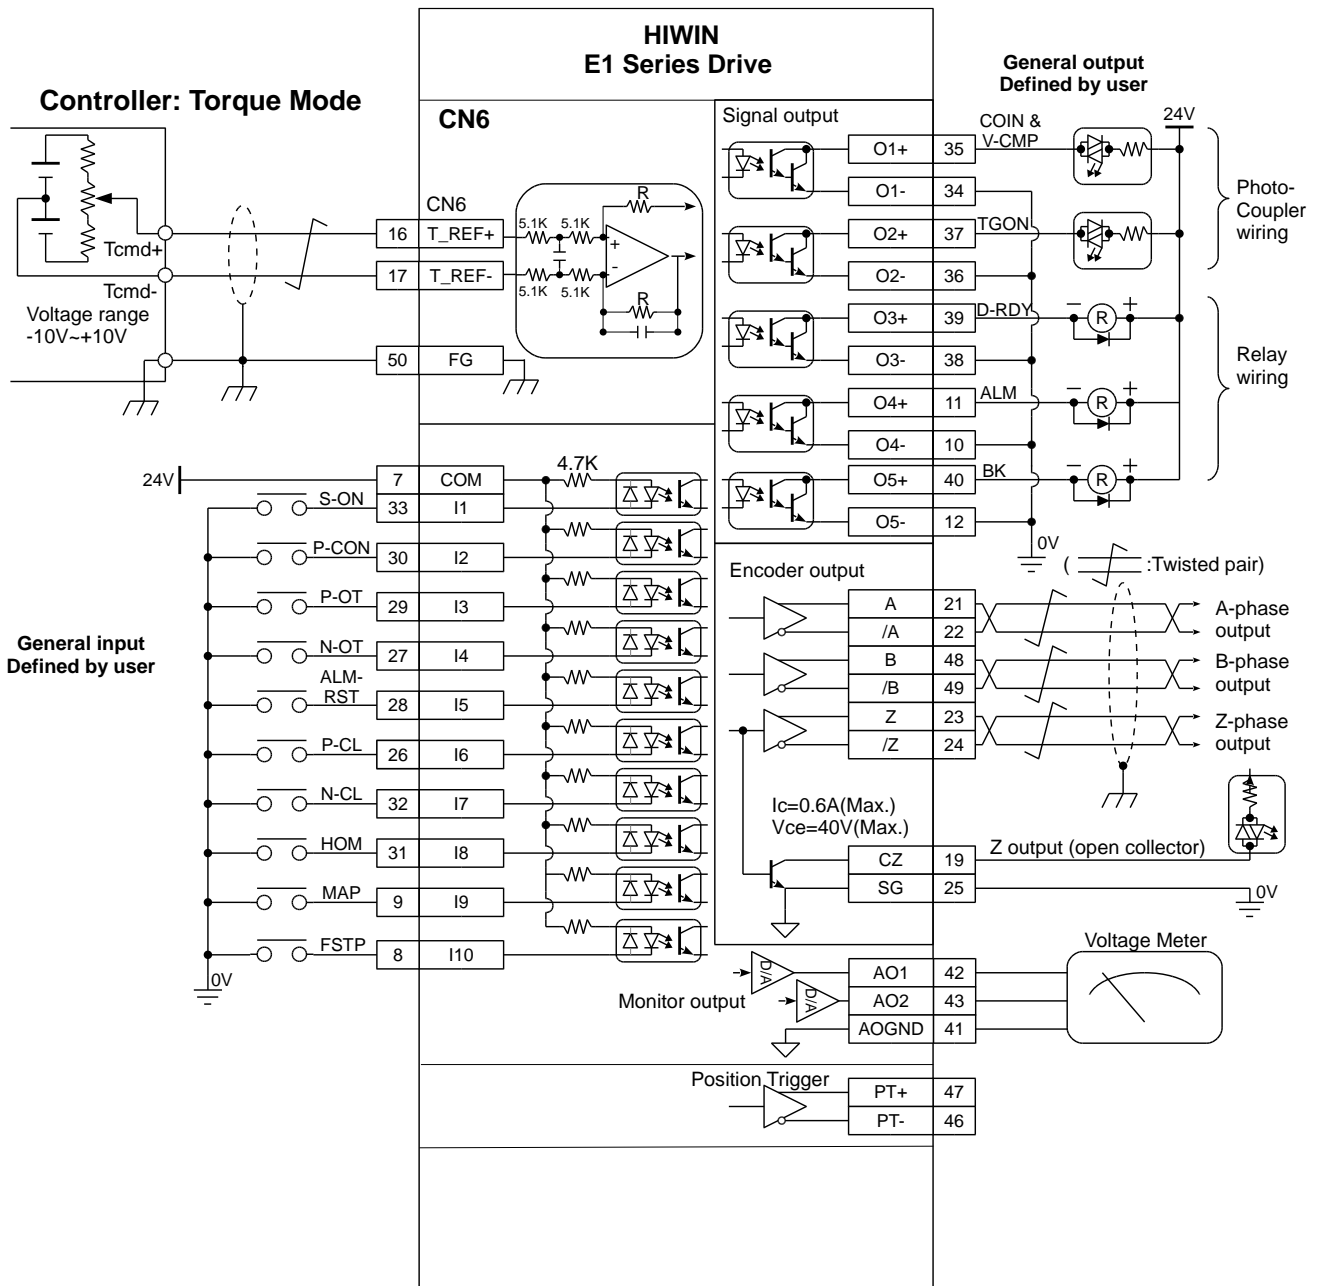 HIWIN
E1 Series Drive
General output
Defined by user
Controller: Torque Mode
CN6
Signal output
COIN &
V-CMP
24V
O1+ 35
O1- 34
TGON
O2+ 37
O2- 36
D-RDY
O3+ 39
O3- 38
ALM
O4+ 11
O4- 10
BK
O5+ 40
O5- 12
0V
Photo-
Coupler
wiring
Relay
wiring
R
+
-
R
+
-
R
+
-
Tcmd+
Tcmd-
Voltage range
-10V~+10V
CN6
16 T_REF+
17 T_REF-
50 FG
5.1K 5.1K
5.1K 5.1K
R
+
-
R
24V
7 COM
4.7K
S-ON 33 I1
P-CON 30 I2
P-OT 29 I3
N-OT 27 I4
ALM-
RST 28 I5
P-CL 26 I6
N-CL 32 I7
HOM 31 I8
MAP 9 I9
FSTP 8 I10
0V
General input
Defined by user
( :Twisted pair)
Encoder output
A 21
/A 22
B 48
/B 49
Z 23
/Z 24
A-phase
output
B-phase
output
Z-phase
output
Ic=0.6A(Max.)
Vce=40V(Max.)
Z output (open collector)
CZ 19
SG 25
0V
Voltage Meter
Monitor output
D/A
D/A
AO1 42
AO2 43
AOGND 41
Position Trigger
PT+ 47
PT- 46